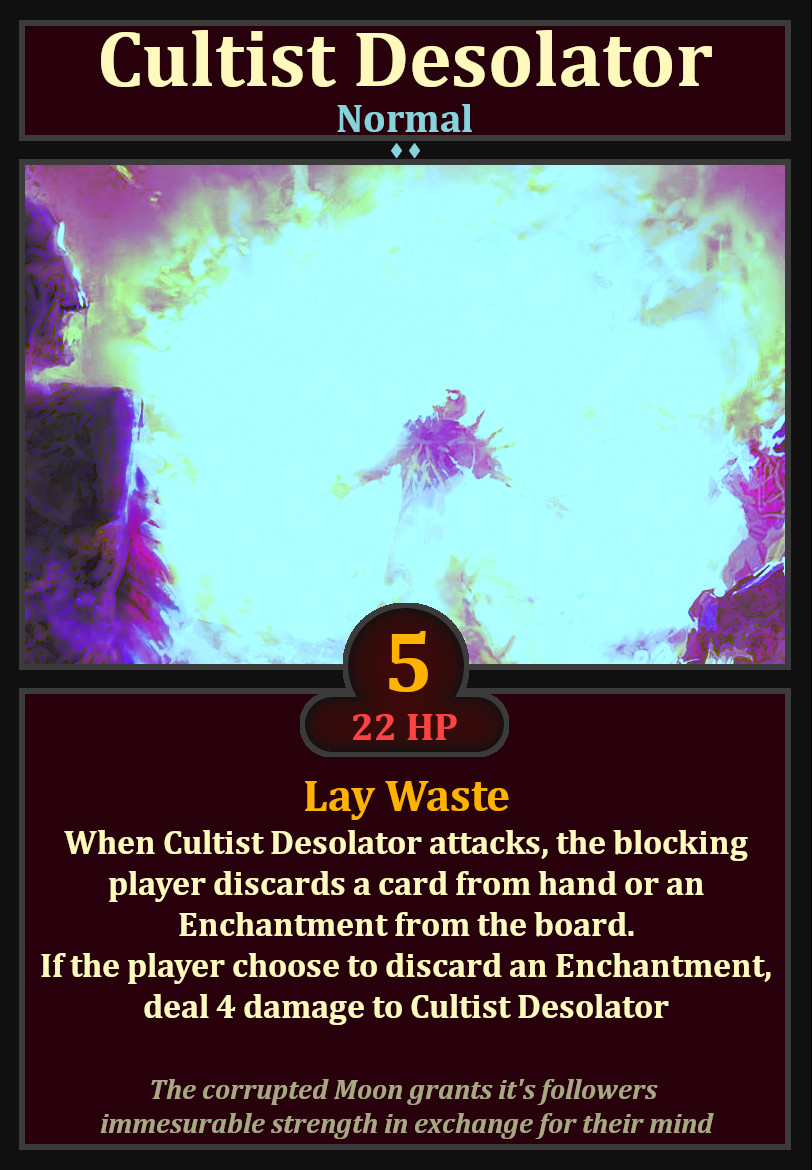 Cultist Desolator
Normal
5
22 HP
Lay Waste
When Cultist Desolator attacks, the blocking
player discards a card from hand or an
Enchantment from the board.
If the player choose to discard an Enchantment,
deal 4 damage to Cultist Desolator
The corrupted Moon grants it's followers
immesurable strength in exchange for their mind